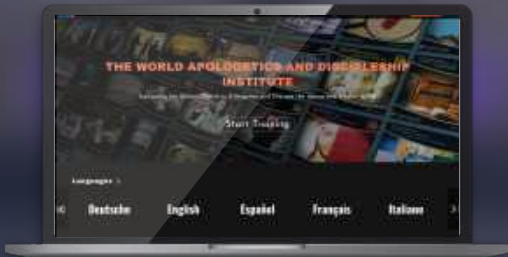 THE WORLD APOLOGETICS AND DISCIPLESHIP
INSTITUTE
Start Training
Languages
Deutsche English Español Français Italiano